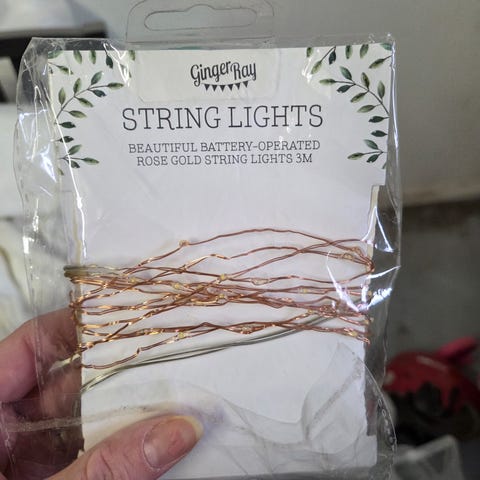 Ginger Ray
STRING LIGHTS
BEAUTIFUL BATTERY-OPERATED
ROSE GOLD STRING LIGHTS 3M